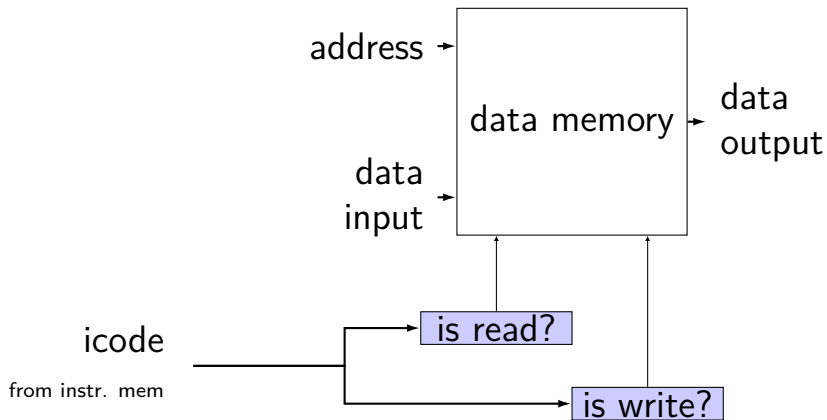 address
data memory
data
output
data
input
is read?
icode
from instr. mem
is write?